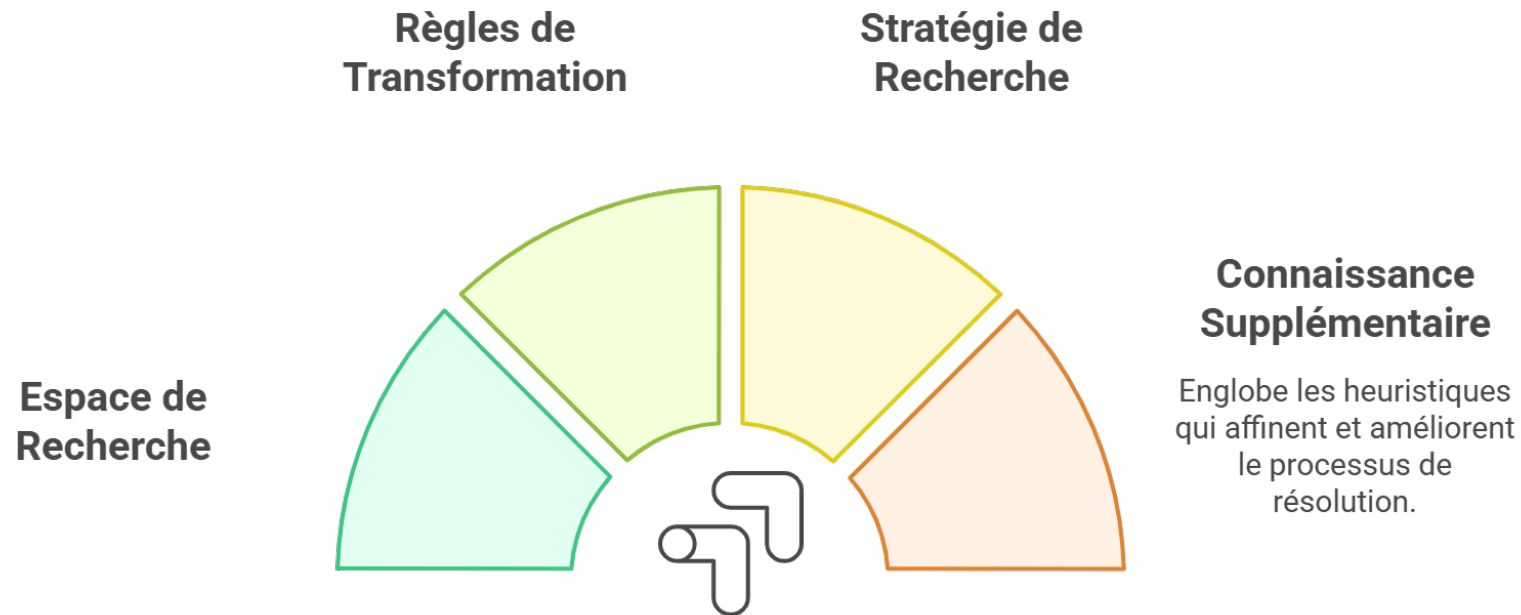 Règles de
Transformation
Stratégie de
Recherche
Espace de
Recherche
Connaissance
Supplémentaire
Englobe les heuristiques
qui affinent et améliorent
le processus de
résolution.